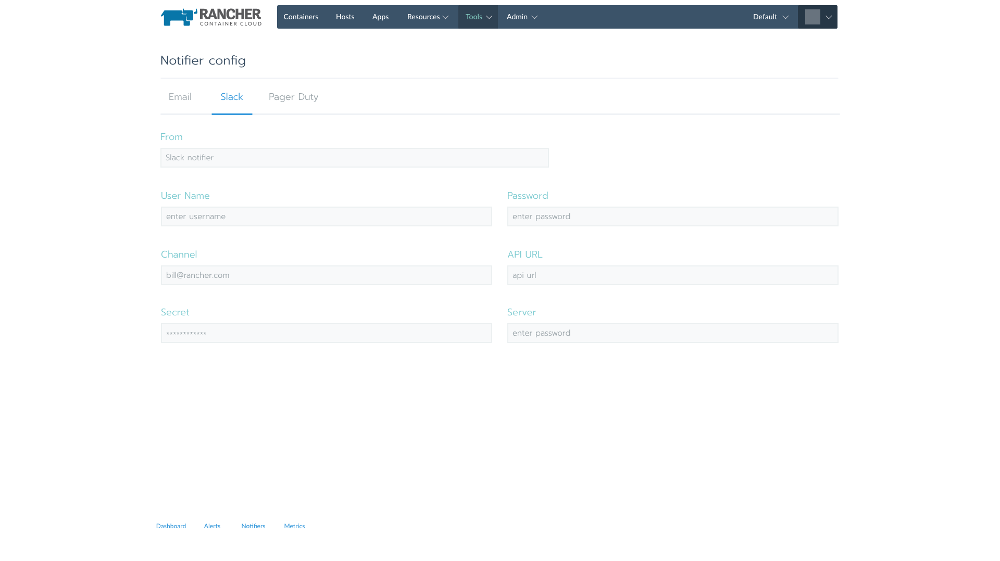 RANCHER
CONTAINER CLOUD
Containers Hosts Apps Resources Tools Admin Default
Notifier config
Email Slack Pager Duty
From
Slack notifier
User Name Password
enter username enter password
Channel API URL
bill@rancher.com api url
Secret Server
************ enter password
Dashboard Alerts Notifiers Metrics